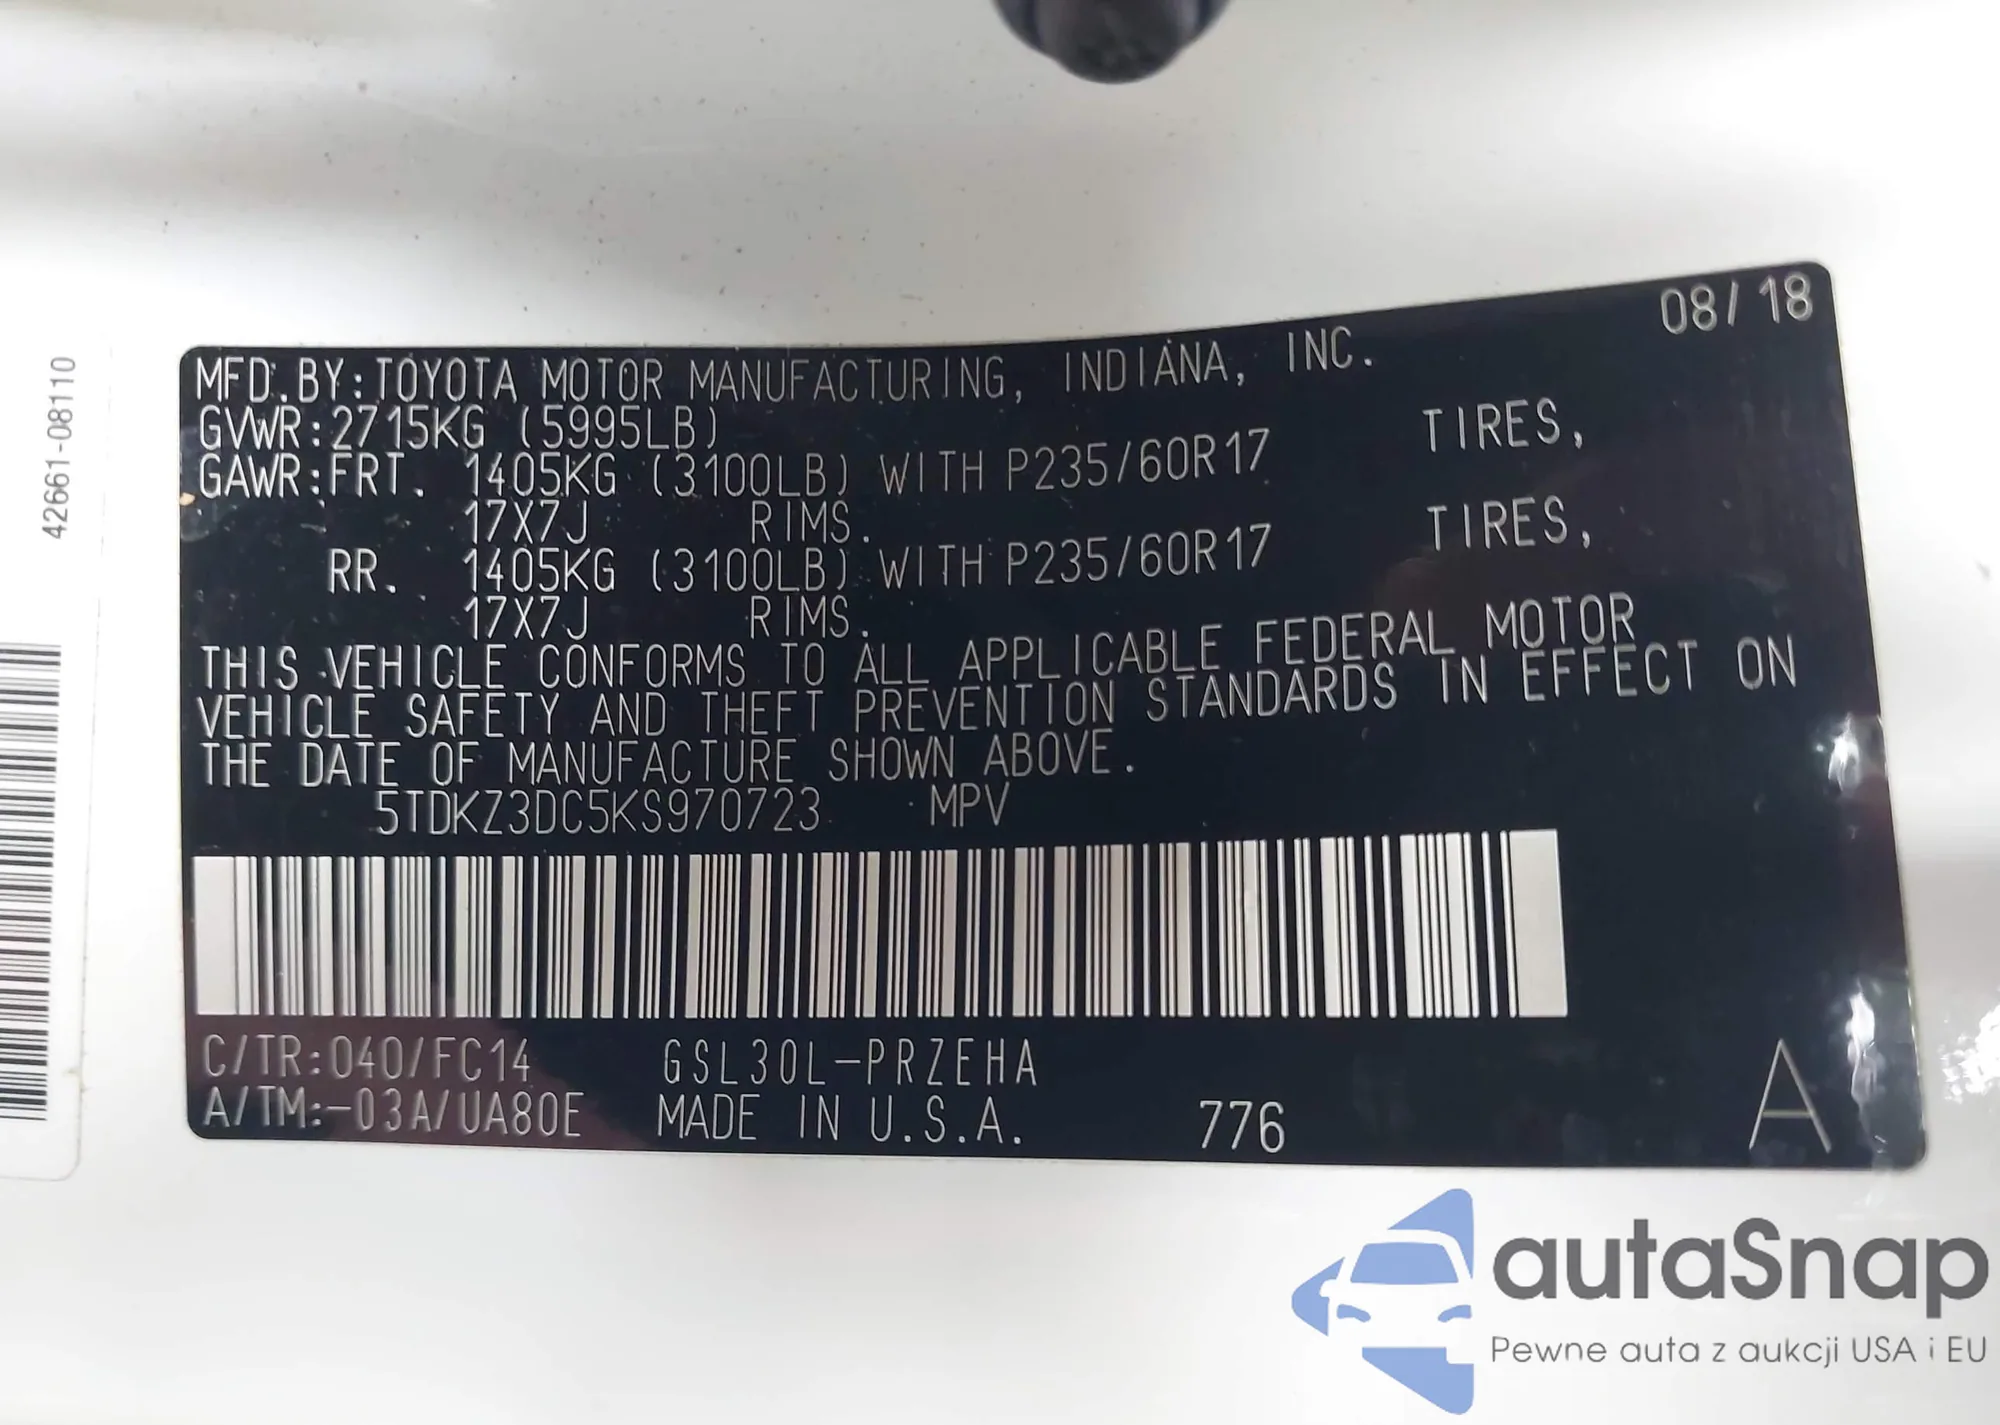 08/18
MFD.BY:TOYOTA MOTOR MANUFACTURING, INDIANA, INC.
GVWR:2715KG (5995LB)
GAWR:FRT. 1405KG (3100LB) WITH P235/60R17 TIRES,
17X7J RIMS.
RR. 1405KG (3100LB) WITH P235/60R17 TIRES,
17X7J RIMS.
THIS VEHICLE CONFORMS TO ALL APPLICABLE FEDERAL MOTOR
VEHICLE SAFETY AND THEFT PREVENTION STANDARDS IN EFFECT ON
THE DATE OF MANUFACTURE SHOWN ABOVE.
5TDKZ3DC5KS970723 MPV
C/TR:040/FC14 GSL30L-PRZEHA
A/TM:-03A/UA80E MADE IN U.S.A. 776 A
42661-08110
autaSnap
Pewne auta z aukcji USA i EU